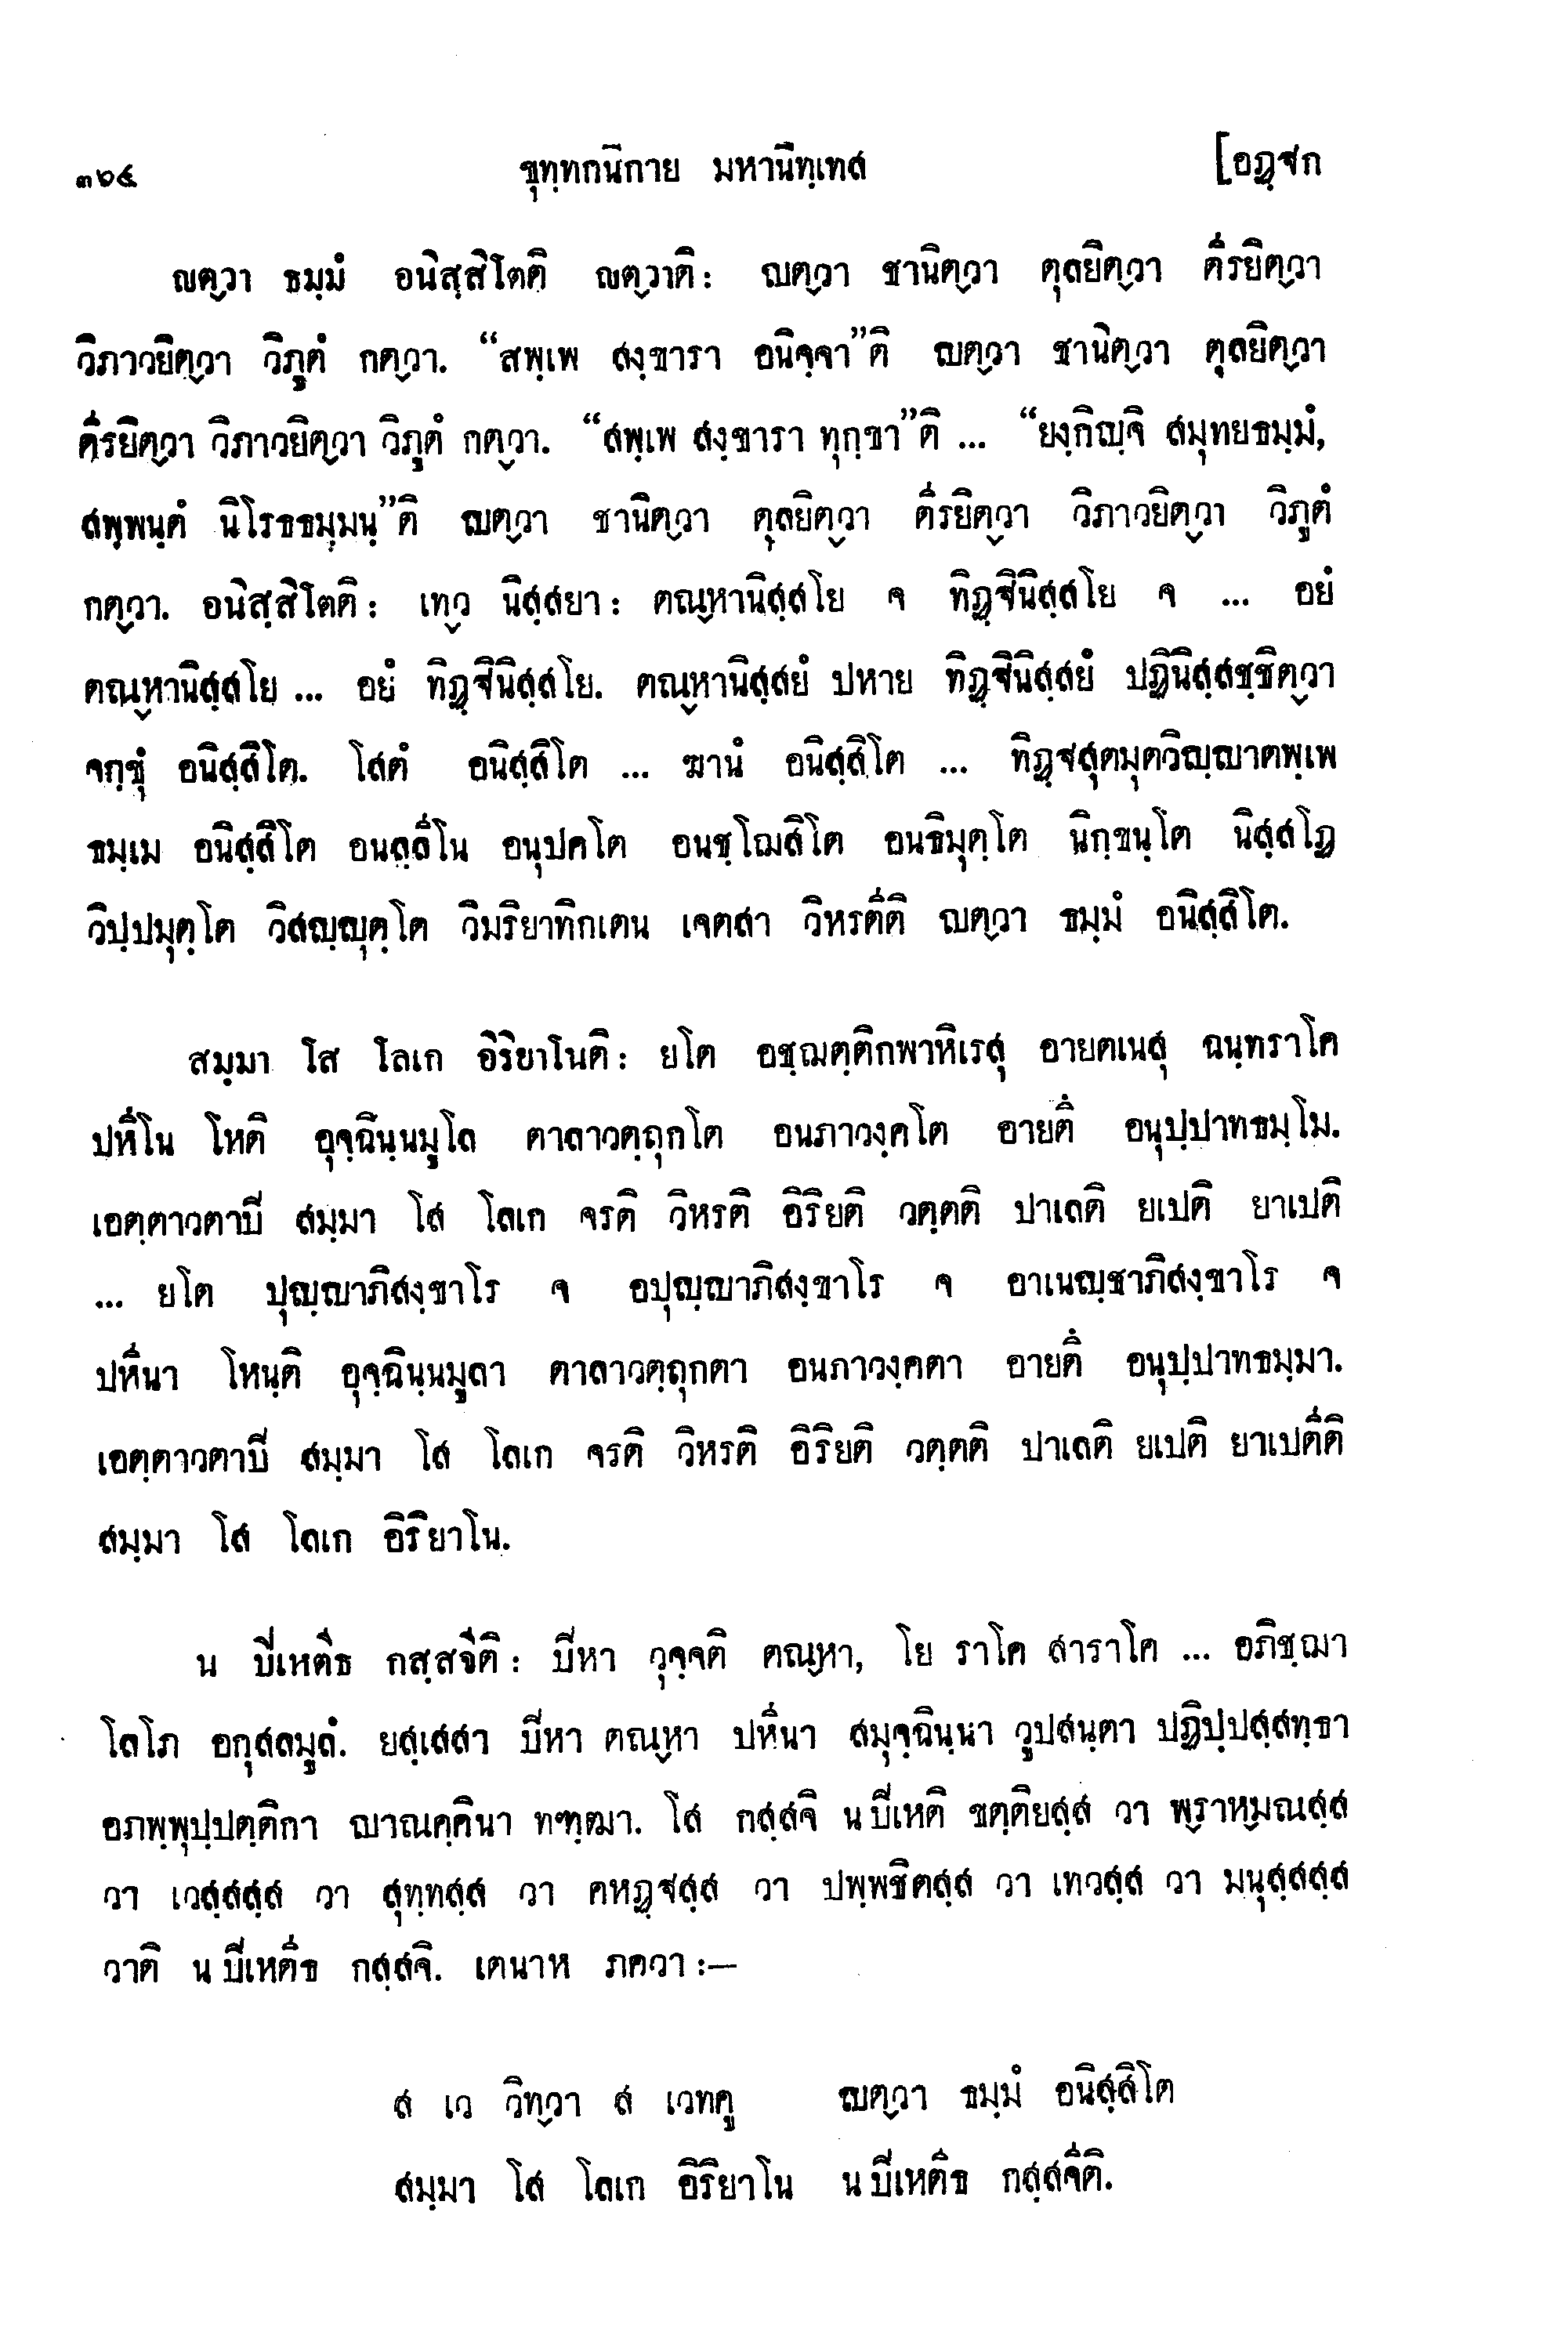 ๓๖๔ ขุทฺทกนิกาย มหานิทฺเทส [อฏฺฐก
ญตฺวา ธมฺมํ อนิสฺสิโตติ ญตฺวาติ : ญตฺวา ชานิตฺวา ตุลยิตฺวา ตีรยิตฺวา
วิภาวยิตฺวา วิภูตํ กตฺวา. “สพฺเพ สงฺขารา อนิจฺจา”ติ ญตฺวา ชานิตฺวา ตุลยิตฺวา
ตีรยิตฺวา วิภาวยิตฺวา วิภูตํ กตฺวา. “สพฺเพ สงฺขารา ทุกฺขา”ติ ... “ยงฺกิญฺจิ สมุทยธมฺมํ,
สพฺพนฺตํ นิโรธธมฺมนฺ”ติ ญตฺวา ชานิตฺวา ตุลยิตฺวา ตีรยิตฺวา วิภาวยิตฺวา วิภูตํ
กตฺวา. อนิสฺสิโตติ : เทฺว นิสฺสยา : ตณฺหานิสฺสโย จ ทิฏฺฐินิสฺสโย จ ... อยํ
ตณฺหานิสฺสโย ... อยํ ทิฏฺฐินิสฺสโย. ตณฺหานิสฺสยํ ปหาย ทิฏฺฐินิสฺสยํ ปฏินิสฺสชฺชิตฺวา
จกฺขุํ อนิสฺสิโต. โสตํ อนิสฺสิโต ... ฆานํ อนิสฺสิโต ... ทิฏฺฐสุตมุตวิญฺญาตพฺเพ
ธมฺเม อนิสฺสิโต อนลฺลีโน อนุปคโต อนชฺโฌสิโต อนธิมุตฺโต นิกฺขนฺโต นิสฺสโฏ
วิปฺปมุตฺโต วิสญฺญุตฺโต วิมริยาทิกเตน เจตสา วิหรตีติ ญตฺวา ธมฺมํ อนิสฺสิโต.
สมฺมา โส โลเก อิริยาโนติ : ยโต อชฺฌตฺติกพาหิเรสุ อายตเนสุ ฉนฺทราโค
ปหีโน โหติ อุจฺฉินฺนมูโล ตาลาวตฺถุกโต อนภาวงฺคโต อายตึ อนุปฺปาทธมฺโม.
เอตฺตาวตาปิ สมฺมา โส โลเก จรติ วิหรติ อิริยติ วตฺตติ ปาเลติ ยเปติ ยาเปติ
... ยโต ปุญฺญาภิสงฺขาโร จ อปุญฺญาภิสงฺขาโร จ อาเนญฺชาภิสงฺขาโร จ
ปหีนา โหนฺติ อุจฺฉินฺนมูลา ตาลาวตฺถุกตา อนภาวงฺคตา อายตึ อนุปฺปาทธมฺมา.
เอตฺตาวตาปิ สมฺมา โส โลเก จรติ วิหรติ อิริยติ วตฺตติ ปาเลติ ยเปติ ยาเปตีติ
สมฺมา โส โลเก อิริยาโน.
น ปีเหตีธ กสฺสจีติ : ปีหา วุจฺจติ ตณฺหา, โย ราโค สาราโค ... อภิชฺฌา
โลโภ อกุสลมูลํ. ยสฺเสสา ปีหา ตณฺหา ปหีนา สมุจฺฉินฺนา วูปสนฺตา ปฏิปฺปสฺสทฺธา
อภพฺพุปฺปตฺติกา ญาณคฺคินา ทฑฺฒา. โส กสฺสจิ น ปีเหติ ขตฺติยสฺส วา พฺราหฺมณสฺส
วา เวสฺสสฺส วา สุทฺทสฺส วา คหฏฺฐสฺส วา ปพฺพชิตสฺส วา เทวสฺส วา มนุสฺสสฺส
วาติ น ปีเหตีธ กสฺสจิ. เตนาห ภควา :—
ส เว วิทฺวา ส เวทคู ญตฺวา ธมฺมํ อนิสฺสิโต
สมฺมา โส โลเก อิริยาโน น ปีเหตีธ กสฺสจีติ.